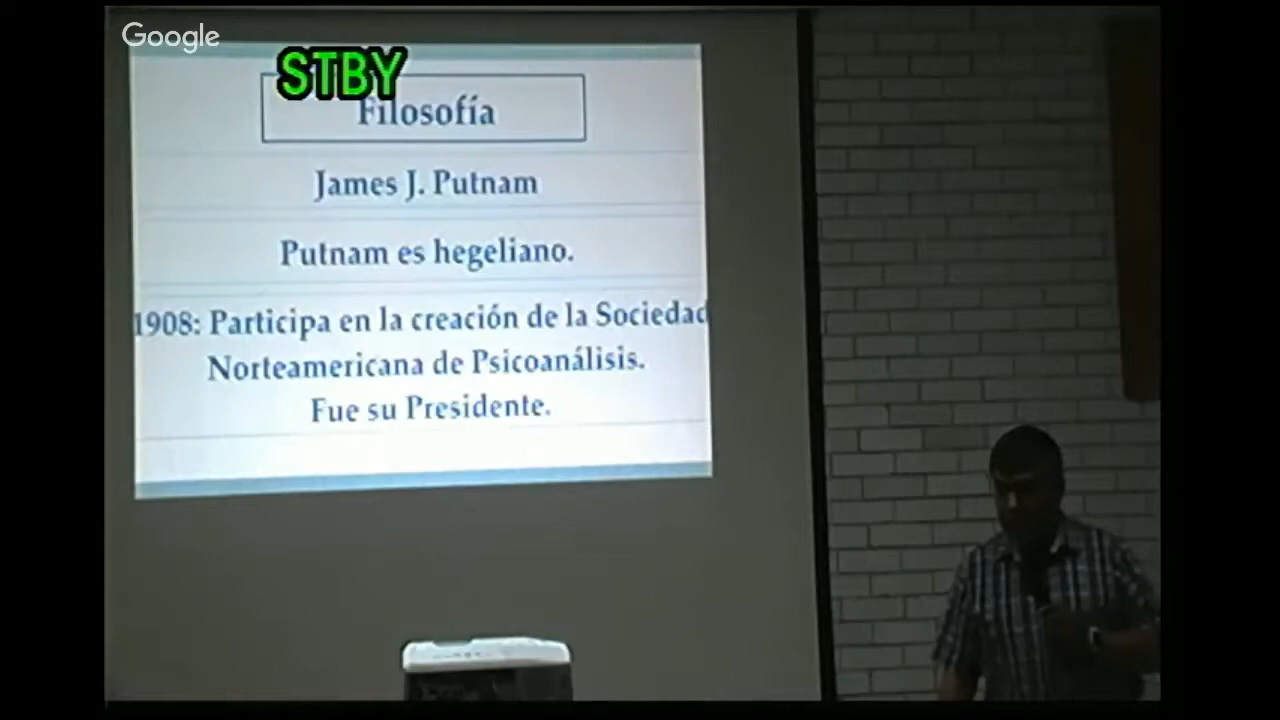 Google
STBY
Filosofía
James J. Putnam
Putnam es hegeliano.
1908: Participa en la creación de la Sociedad
Norteamericana de Psicoanálisis.
Fue su Presidente.